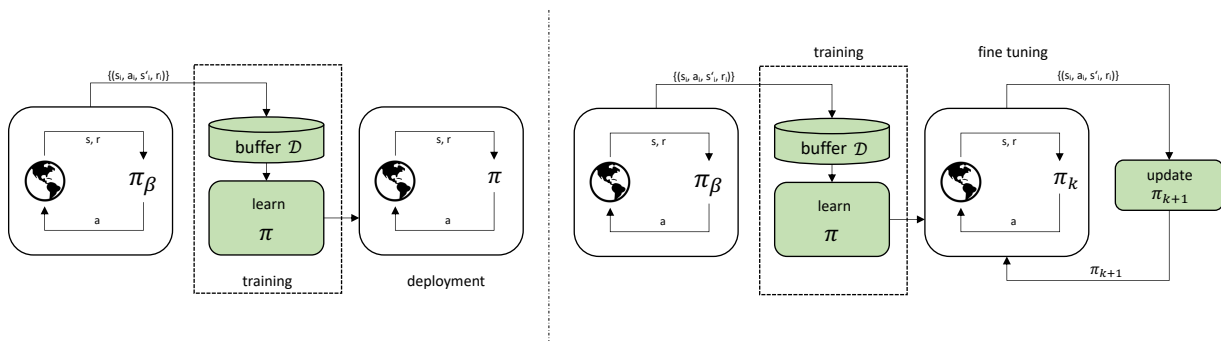 {(sᵢ, aᵢ, s'ᵢ, rᵢ)}
s, r
π_β
a
buffer 𝒟
learn
π
training
s, r
π
a
deployment
training
fine tuning
{(sᵢ, aᵢ, s'ᵢ, rᵢ)}
s, r
π_β
a
buffer 𝒟
learn
π
{(sᵢ, aᵢ, s'ᵢ, rᵢ)}
s, r
π_k
a
update
π_{k+1}
π_{k+1}